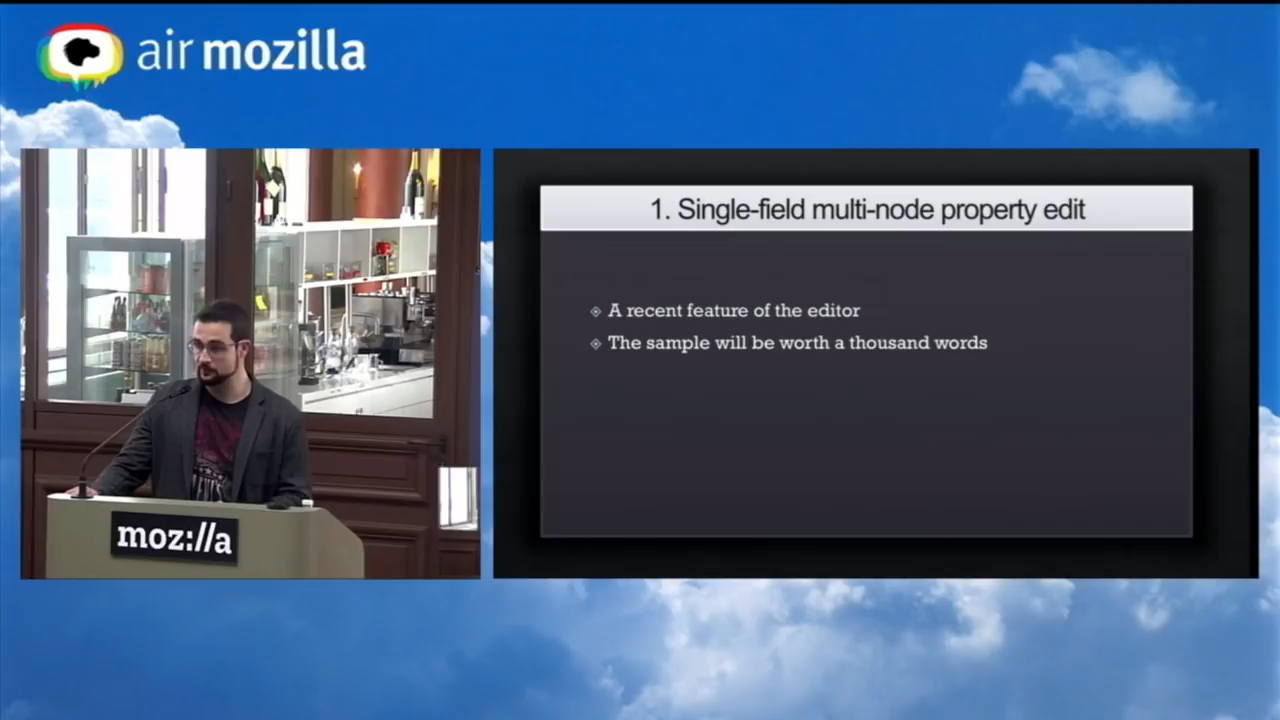 air mozilla
moz://a
1. Single-field multi-node property edit
A recent feature of the editor
The sample will be worth a thousand words